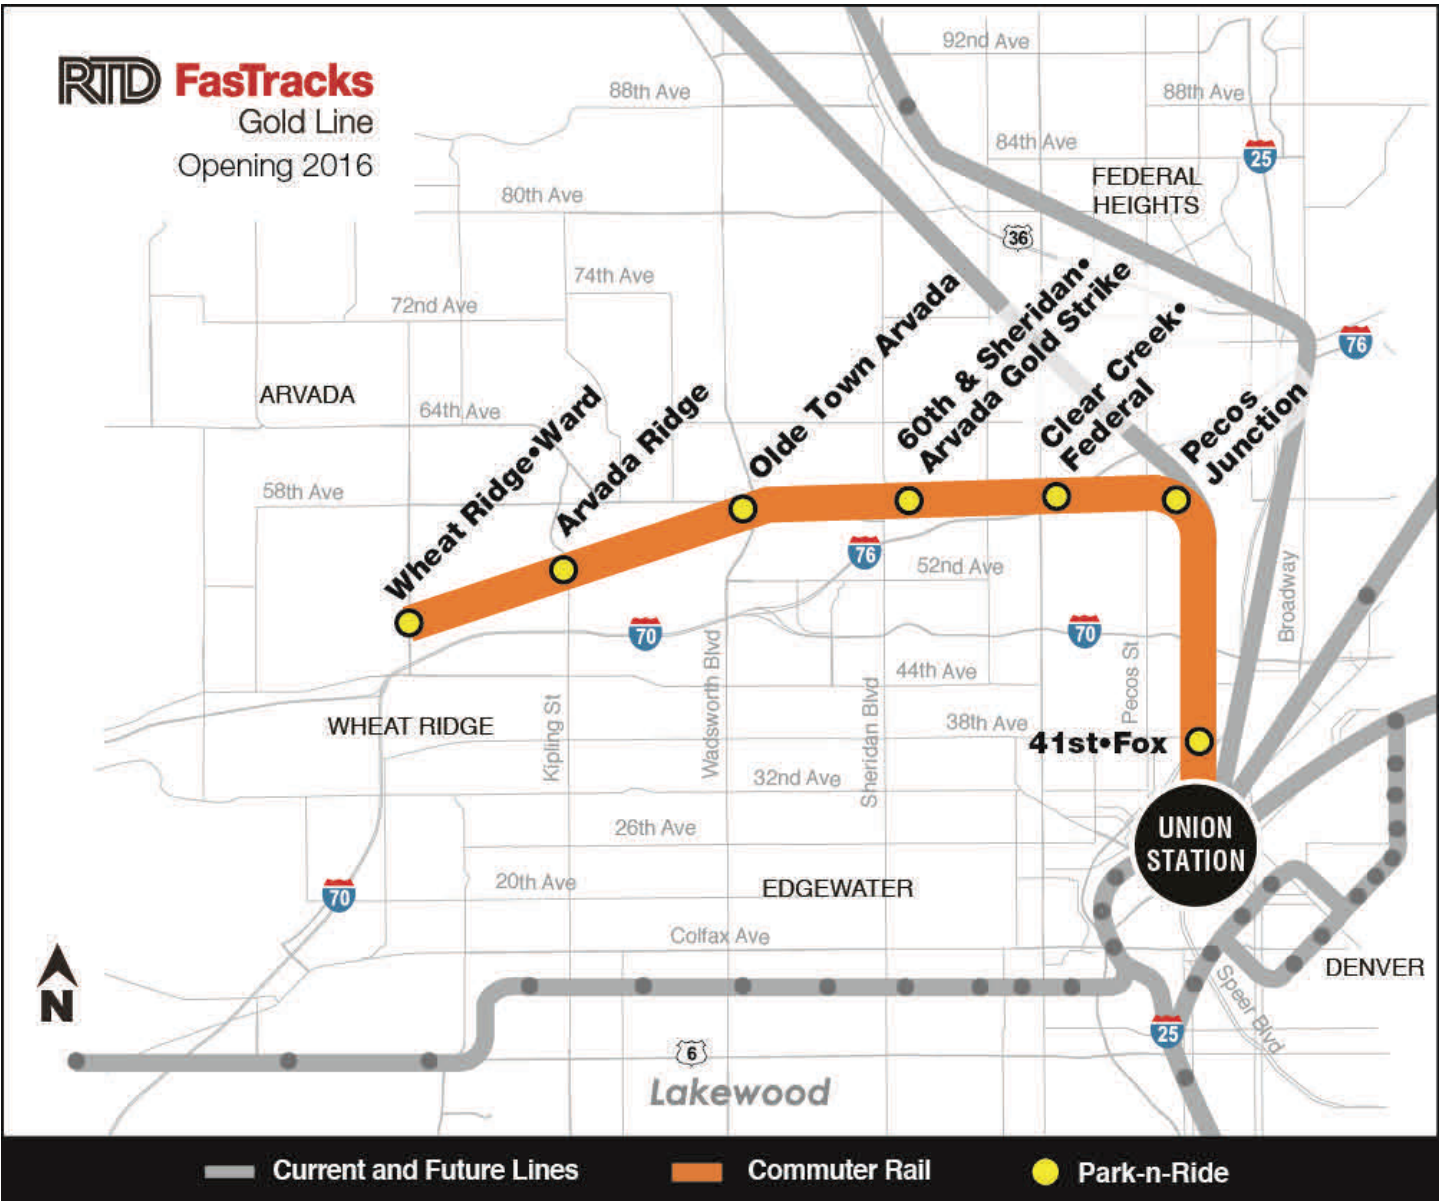 RTD FasTracks
Gold Line
Opening 2016
92nd Ave
88th Ave
88th Ave
84th Ave
25
FEDERAL
HEIGHTS
80th Ave
36
74th Ave
72nd Ave
76
ARVADA
64th Ave
58th Ave
Wheat Ridge•Ward
Arvada Ridge
Olde Town Arvada
60th & Sheridan•
Arvada Gold Strike
Clear Creek•
Federal
Pecos
Junction
76
52nd Ave
Broadway
70
70
44th Ave
Pecos St
Wadsworth Blvd
Sheridan Blvd
Kipling St
WHEAT RIDGE
38th Ave
41st•Fox
32nd Ave
26th Ave
UNION
STATION
20th Ave
EDGEWATER
70
Colfax Ave
DENVER
Speer Blvd
N
25
6
Lakewood
Current and Future Lines
Commuter Rail
Park-n-Ride